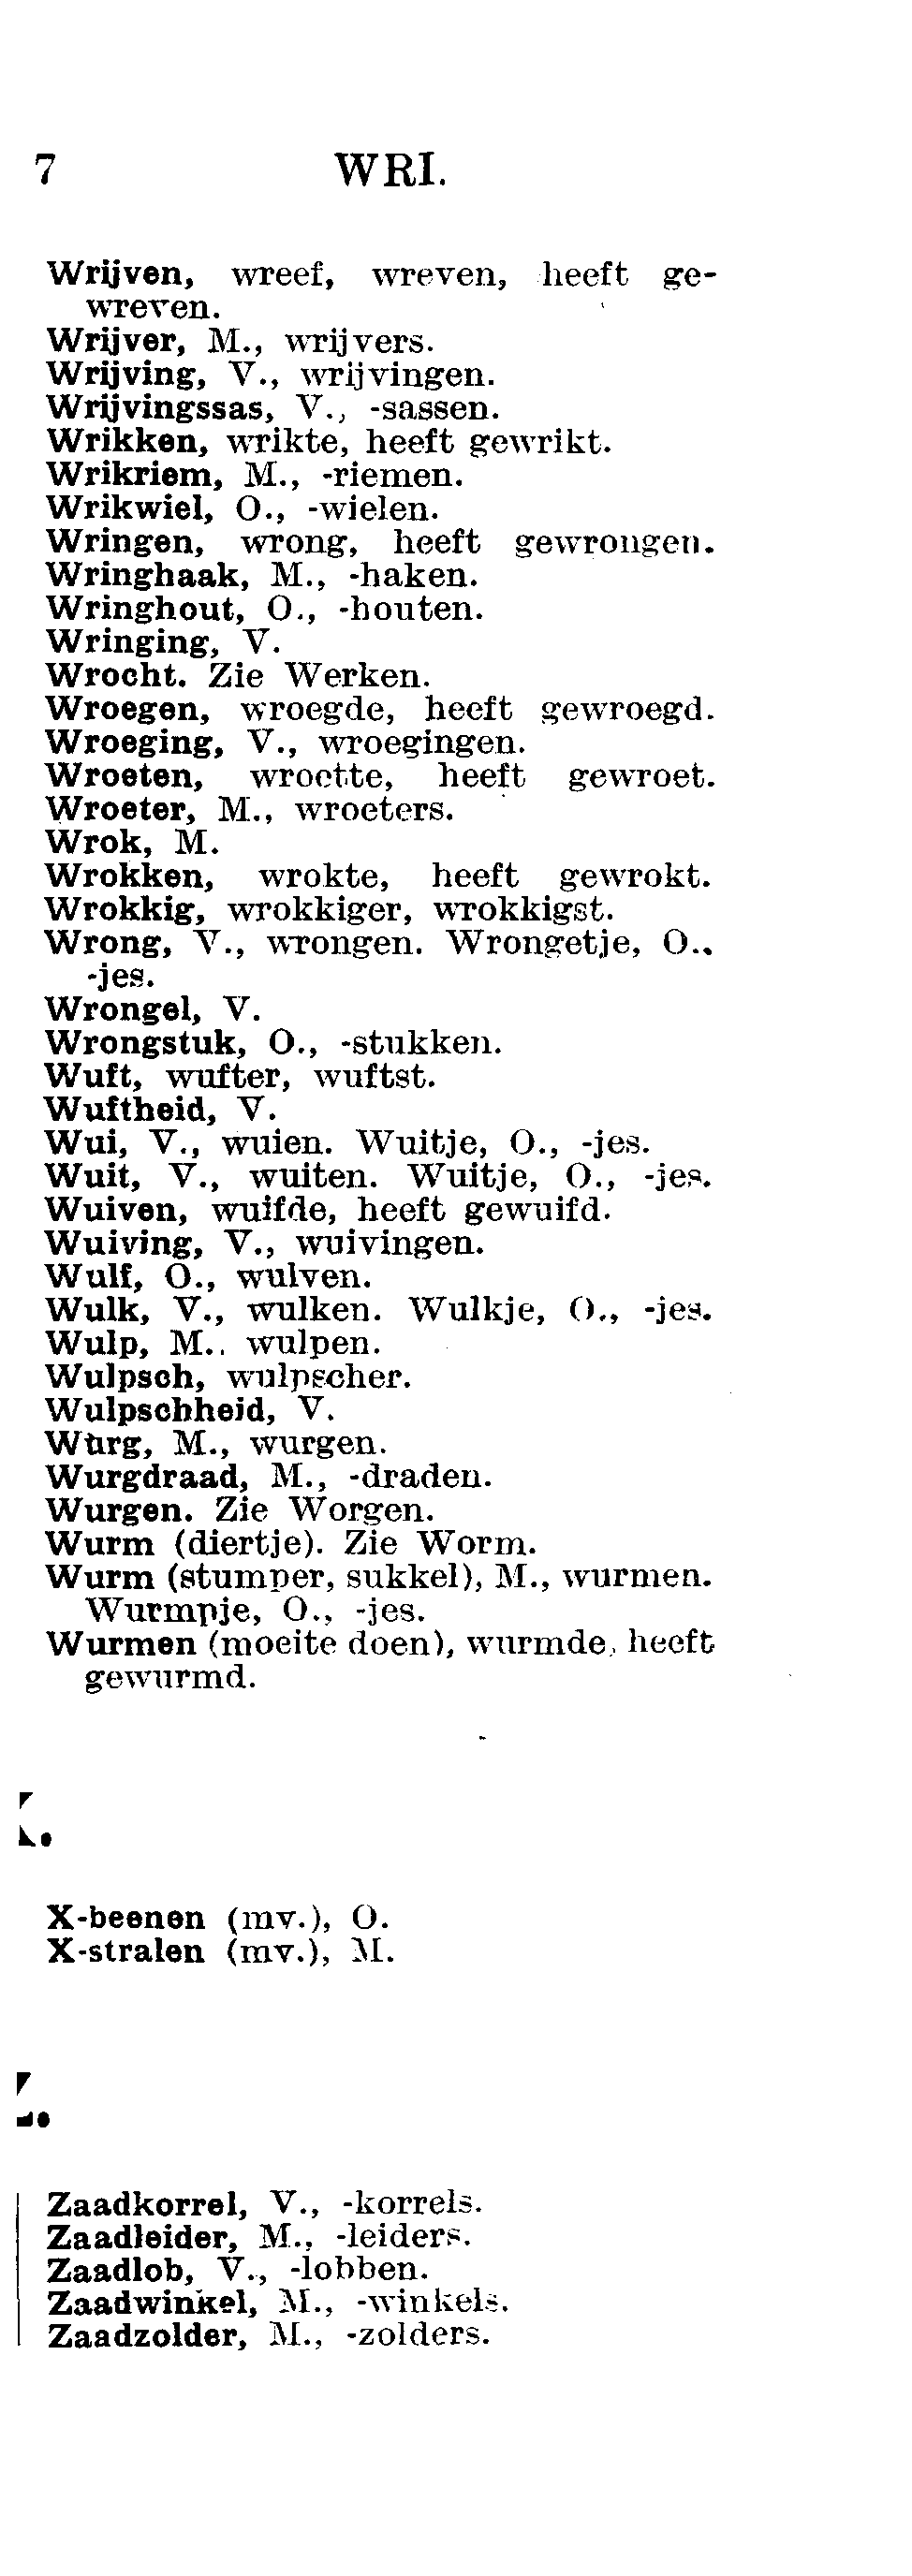 7 WRI.
Wrijven, wreef, wreven, heeft ge-
wreven.
Wrijver, M., wrijvers.
Wrijving, V., wrijvingen.
Wrijvingssas, V., -sassen.
Wrikken, wrikte, heeft gewrikt.
Wrikriem, M., -riemen.
Wrikwiel, O., -wielen.
Wringen, wrong, heeft gewrongen.
Wringhaak, M., -haken.
Wringhout, O., -houten.
Wringing, V.
Wrocht. Zie Werken.
Wroegen, wroegde, heeft gewroegd.
Wroeging, V., wroegingen.
Wroeten, wroette, heeft gewroet.
Wroeter, M., wroeters.
Wrok, M.
Wrokken, wrokte, heeft gewrokt.
Wrokkig, wrokkiger, wrokkigst.
Wrong, V., wrongen. Wrongetje, O.,
-jes.
Wrongel, V.
Wrongstuk, O., -stukken.
Wuft, wufter, wuftst.
Wuftheid, V.
Wui, V., wuien. Wuitje, O., -jes.
Wuit, V., wuiten. Wuitje, O., -jes.
Wuiven, wuifde, heeft gewuifd.
Wuiving, V., wuivingen.
Wulf, O., wulven.
Wulk, V., wulken. Wulkje, O., -jes.
Wulp, M., wulpen.
Wulpsch, wulpscher.
Wulpschheid, V.
Wurg, M., wurgen.
Wurgdraad, M., -draden.
Wurgen. Zie Worgen.
Wurm (diertje). Zie Worm.
Wurm (stumper, sukkel), M., wurmen.
Wurmpje, O., -jes.
Wurmen (moeite doen), wurmde, heeft
gewurmd.
X-beenen (mv.), O.
X-stralen (mv.), M.
Zaadkorrel, V., -korrels.
Zaadleider, M., -leiders.
Zaadlob, V., -lobben.
Zaadwinkel, M., -winkels.
Zaadzolder, M., -zolders.